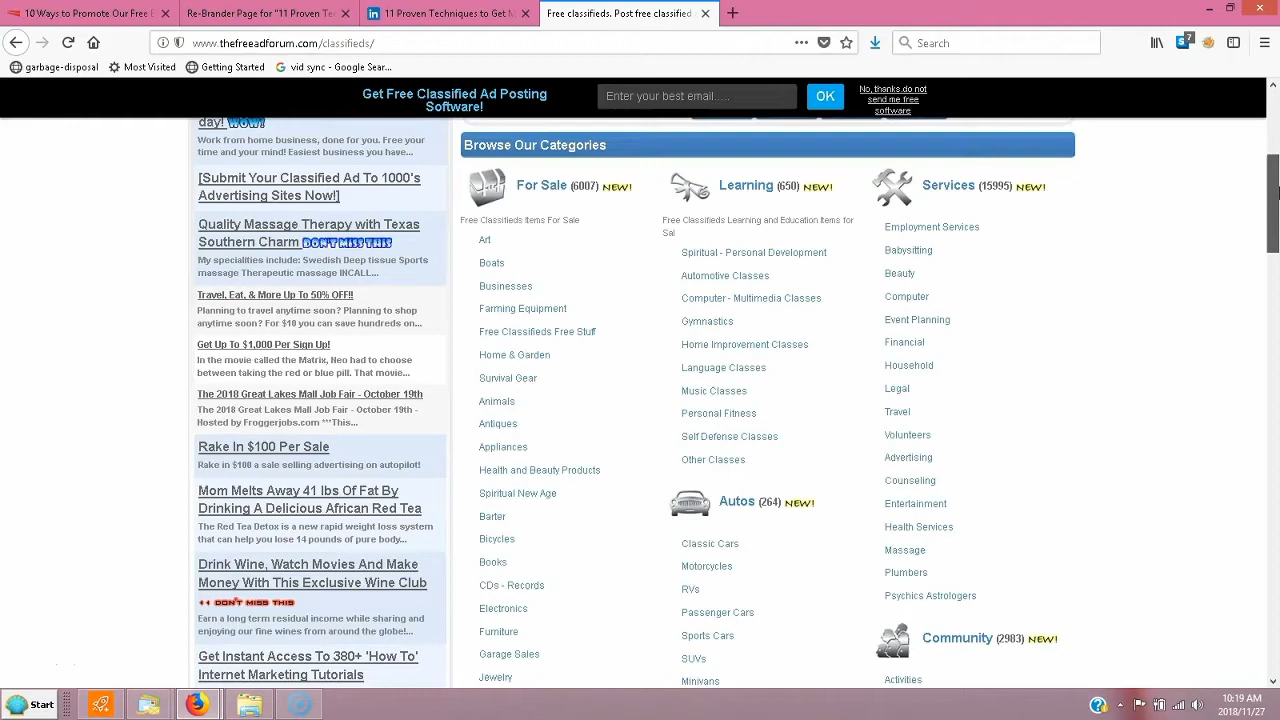 10 Ways to Promote Our Free E
Re-Brander Page for "11 Proven Te
11 Proven Techniques to Get M
Free classifieds. Post free classified
www.thefreeadforum.com/classifieds/
Search
7
garbage-disposal
Most Visited
Getting Started
vid sync - Google Sear...
Get Free Classified Ad Posting
Software!
Enter your best email.....
OK
No, thanks.do not
send me free
software
day! WOW!
Work from home business, done for you. Free your
time and your mind! Easiest business you have...
[Submit Your Classified Ad To 1000's
Advertising Sites Now!]
Quality Massage Therapy with Texas
Southern Charm DON'T MISS THIS
My specialities include: Swedish Deep tissue Sports
massage Therapeutic massage INCALL...
Travel, Eat, & More Up To 50% OFF!!
Planning to travel anytime soon? Planning to shop
anytime soon? For $10 you can save hundreds on...
Get Up To $1,000 Per Sign Up!
In the movie called the Matrix, Neo had to choose
between taking the red or blue pill. That movie...
The 2018 Great Lakes Mall Job Fair - October 19th
The 2018 Great Lakes Mall Job Fair - October 19th -
Hosted by Froggerjobs.com ***This...
Rake In $100 Per Sale
Rake in $100 a sale selling advertising on autopilot!
Mom Melts Away 41 lbs Of Fat By
Drinking A Delicious African Red Tea
The Red Tea Detox is a new rapid weight loss system
that can help you lose 14 pounds of pure body...
Drink Wine, Watch Movies And Make
Money With This Exclusive Wine Club
DON'T MISS THIS
Earn a long term residual income while sharing and
enjoying our fine wines from around the globe!...
Get Instant Access To 380+ 'How To'
Internet Marketing Tutorials
Browse Our Categories
For Sale (6007) NEW!
Free Classifieds Items For Sale
Art
Boats
Businesses
Farming Equipment
Free Classifieds Free Stuff
Home & Garden
Survival Gear
Animals
Antiques
Appliances
Health and Beauty Products
Spiritual New Age
Barter
Bicycles
Books
CDs - Records
Electronics
Furniture
Garage Sales
Jewelry
Learning (650) NEW!
Free Classifieds Learning and Education Items for
Sal
Spiritual - Personal Development
Automotive Classes
Computer - Multimedia Classes
Gymnastics
Home Improvement Classes
Language Classes
Music Classes
Personal Fitness
Self Defense Classes
Other Classes
Autos (264) NEW!
Classic Cars
Motorcycles
RVs
Passenger Cars
Sports Cars
SUVs
Minivans
Services (15995) NEW!
Employment Services
Babysitting
Beauty
Computer
Event Planning
Financial
Household
Legal
Travel
Volunteers
Advertising
Counseling
Entertainment
Health Services
Massage
Plumbers
Psychics Astrologers
Community (2983) NEW!
Activities
Start
10:19 AM
2018/11/27